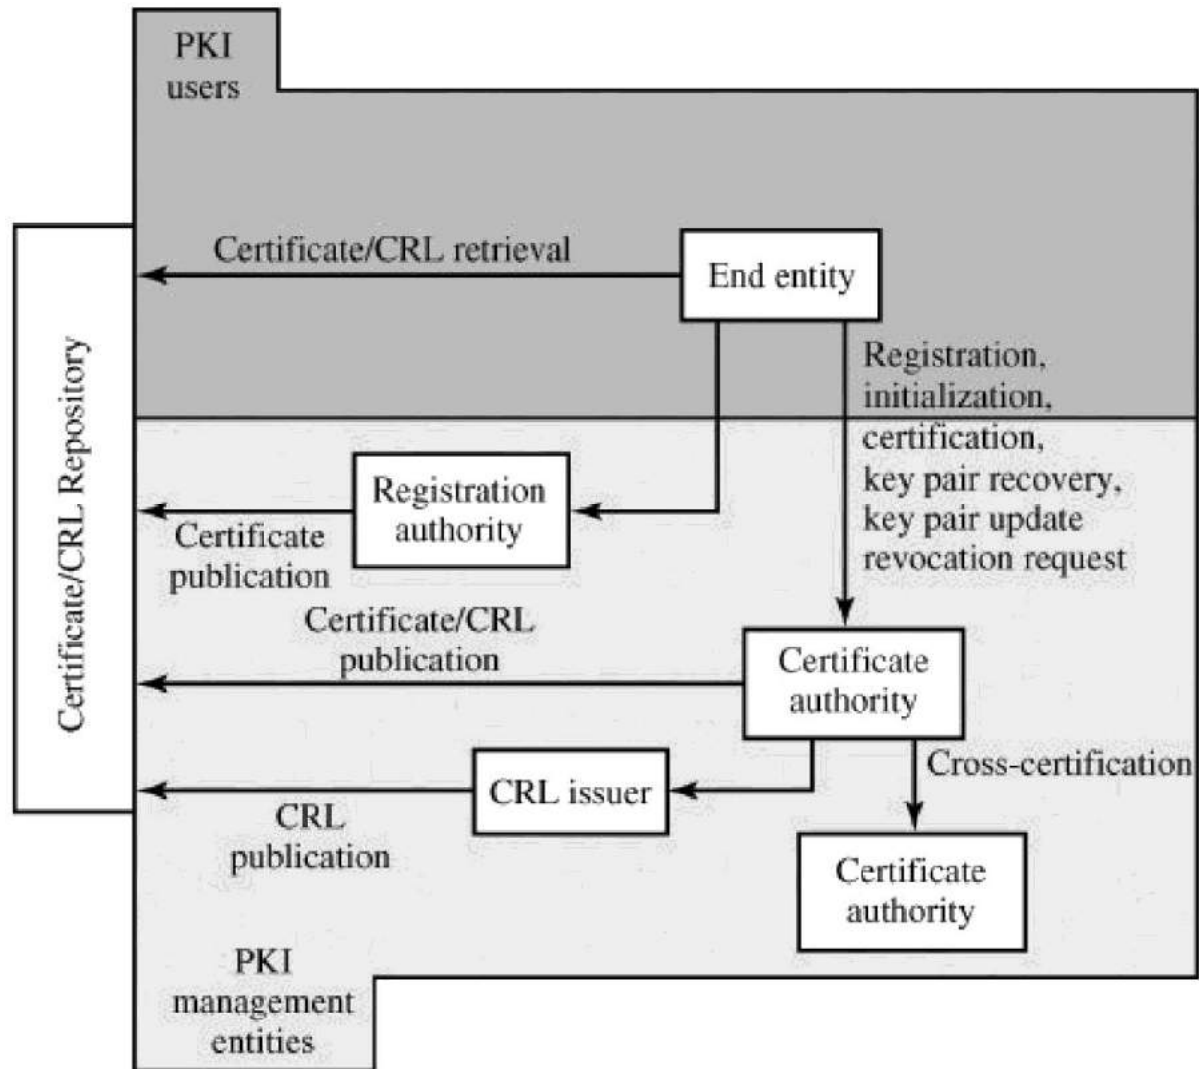 PKI
users
Certificate/CRL retrieval
End entity
Registration,
initialization,
certification,
key pair recovery,
key pair update
revocation request
Certificate/CRL Repository
Registration
authority
Certificate
publication
Certificate/CRL
publication
Certificate
authority
Cross-certification
CRL issuer
CRL
publication
Certificate
authority
PKI
management
entities